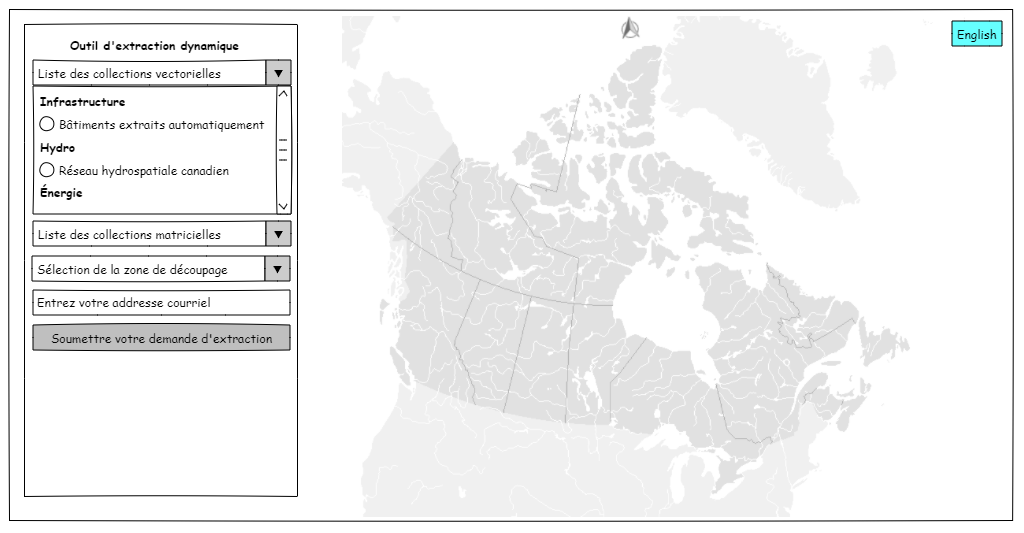 Outil d'extraction dynamique
English
Liste des collections vectorielles
Infrastructure
Bâtiments extraits automatiquement
Hydro
Réseau hydrospatiale canadien
Énergie
Liste des collections matricielles
Sélection de la zone de découpage
Entrez votre addresse courriel
Soumettre votre demande d'extraction